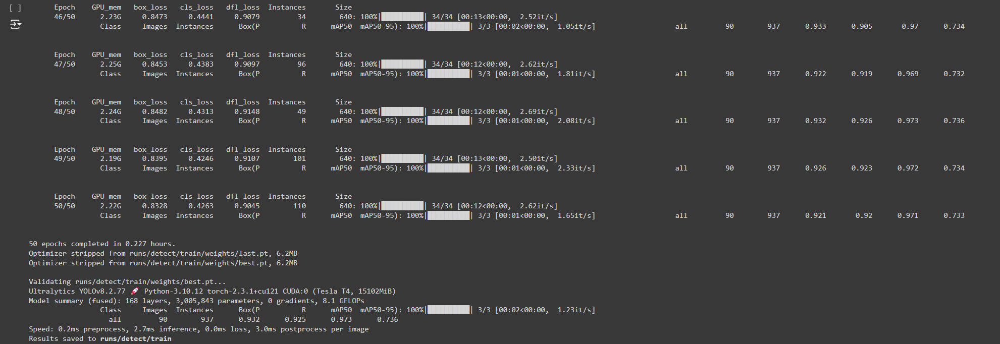 [ ] Epoch GPU_mem box_loss cls_loss dfl_loss Instances Size
46/50 2.23G 0.8473 0.4441 0.9079 34 640: 100%|██████████| 34/34 [00:13<00:00, 2.52it/s]
Class Images Instances Box(P R mAP50 mAP50-95): 100%|██████████| 3/3 [00:02<00:00, 1.05it/s] all 90 937 0.933 0.905 0.97 0.734
Epoch GPU_mem box_loss cls_loss dfl_loss Instances Size
47/50 2.25G 0.8453 0.4383 0.9097 96 640: 100%|██████████| 34/34 [00:12<00:00, 2.62it/s]
Class Images Instances Box(P R mAP50 mAP50-95): 100%|██████████| 3/3 [00:01<00:00, 1.81it/s] all 90 937 0.922 0.919 0.969 0.732
Epoch GPU_mem box_loss cls_loss dfl_loss Instances Size
48/50 2.24G 0.8482 0.4313 0.9148 49 640: 100%|██████████| 34/34 [00:12<00:00, 2.69it/s]
Class Images Instances Box(P R mAP50 mAP50-95): 100%|██████████| 3/3 [00:01<00:00, 2.08it/s] all 90 937 0.932 0.926 0.973 0.736
Epoch GPU_mem box_loss cls_loss dfl_loss Instances Size
49/50 2.19G 0.8395 0.4246 0.9107 101 640: 100%|██████████| 34/34 [00:13<00:00, 2.50it/s]
Class Images Instances Box(P R mAP50 mAP50-95): 100%|██████████| 3/3 [00:01<00:00, 2.33it/s] all 90 937 0.926 0.923 0.972 0.734
Epoch GPU_mem box_loss cls_loss dfl_loss Instances Size
50/50 2.22G 0.8328 0.4263 0.9045 110 640: 100%|██████████| 34/34 [00:12<00:00, 2.62it/s]
Class Images Instances Box(P R mAP50 mAP50-95): 100%|██████████| 3/3 [00:01<00:00, 1.65it/s] all 90 937 0.921 0.92 0.971 0.733
50 epochs completed in 0.227 hours.
Optimizer stripped from runs/detect/train/weights/last.pt, 6.2MB
Optimizer stripped from runs/detect/train/weights/best.pt, 6.2MB
Validating runs/detect/train/weights/best.pt...
Ultralytics YOLOv8.2.77 🚀 Python-3.10.12 torch-2.3.1+cu121 CUDA:0 (Tesla T4, 15102MiB)
Model summary (fused): 168 layers, 3,005,843 parameters, 0 gradients, 8.1 GFLOPs
Class Images Instances Box(P R mAP50 mAP50-95): 100%|██████████| 3/3 [00:02<00:00, 1.23it/s]
all 90 937 0.932 0.925 0.973 0.736
Speed: 0.2ms preprocess, 2.7ms inference, 0.0ms loss, 3.0ms postprocess per image
Results saved to runs/detect/train